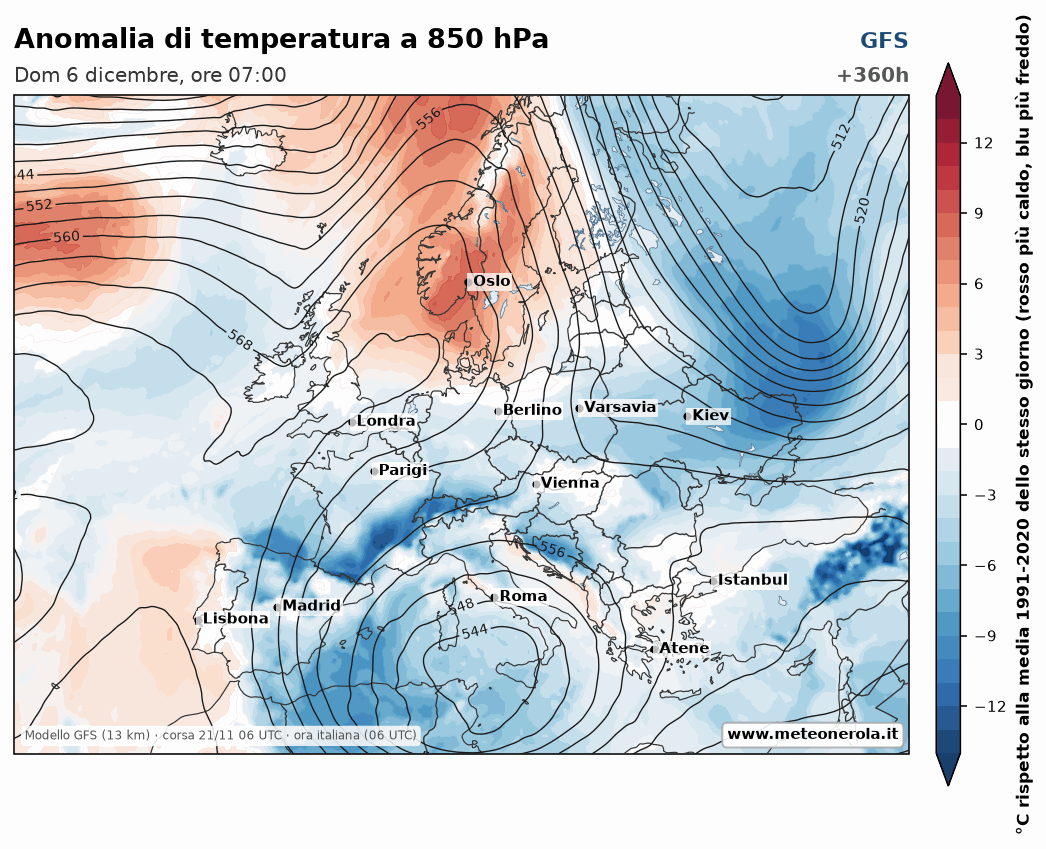 Anomalia di temperatura a 850 hPa
GFS
Dom 6 dicembre, ore 07:00
+360h
556
512
44
552
520
560
Oslo
568
Londra
Berlino
Varsavia
Kiev
Parigi
Vienna
556
Istanbul
Madrid
Roma
548
Lisbona
544
Atene
Modello GFS (13 km) · corsa 21/11 06 UTC · ora italiana (06 UTC)
www.meteonerola.it
12
9
6
3
0
−3
−6
−9
−12
°C rispetto alla media 1991-2020 dello stesso giorno (rosso più caldo, blu più freddo)